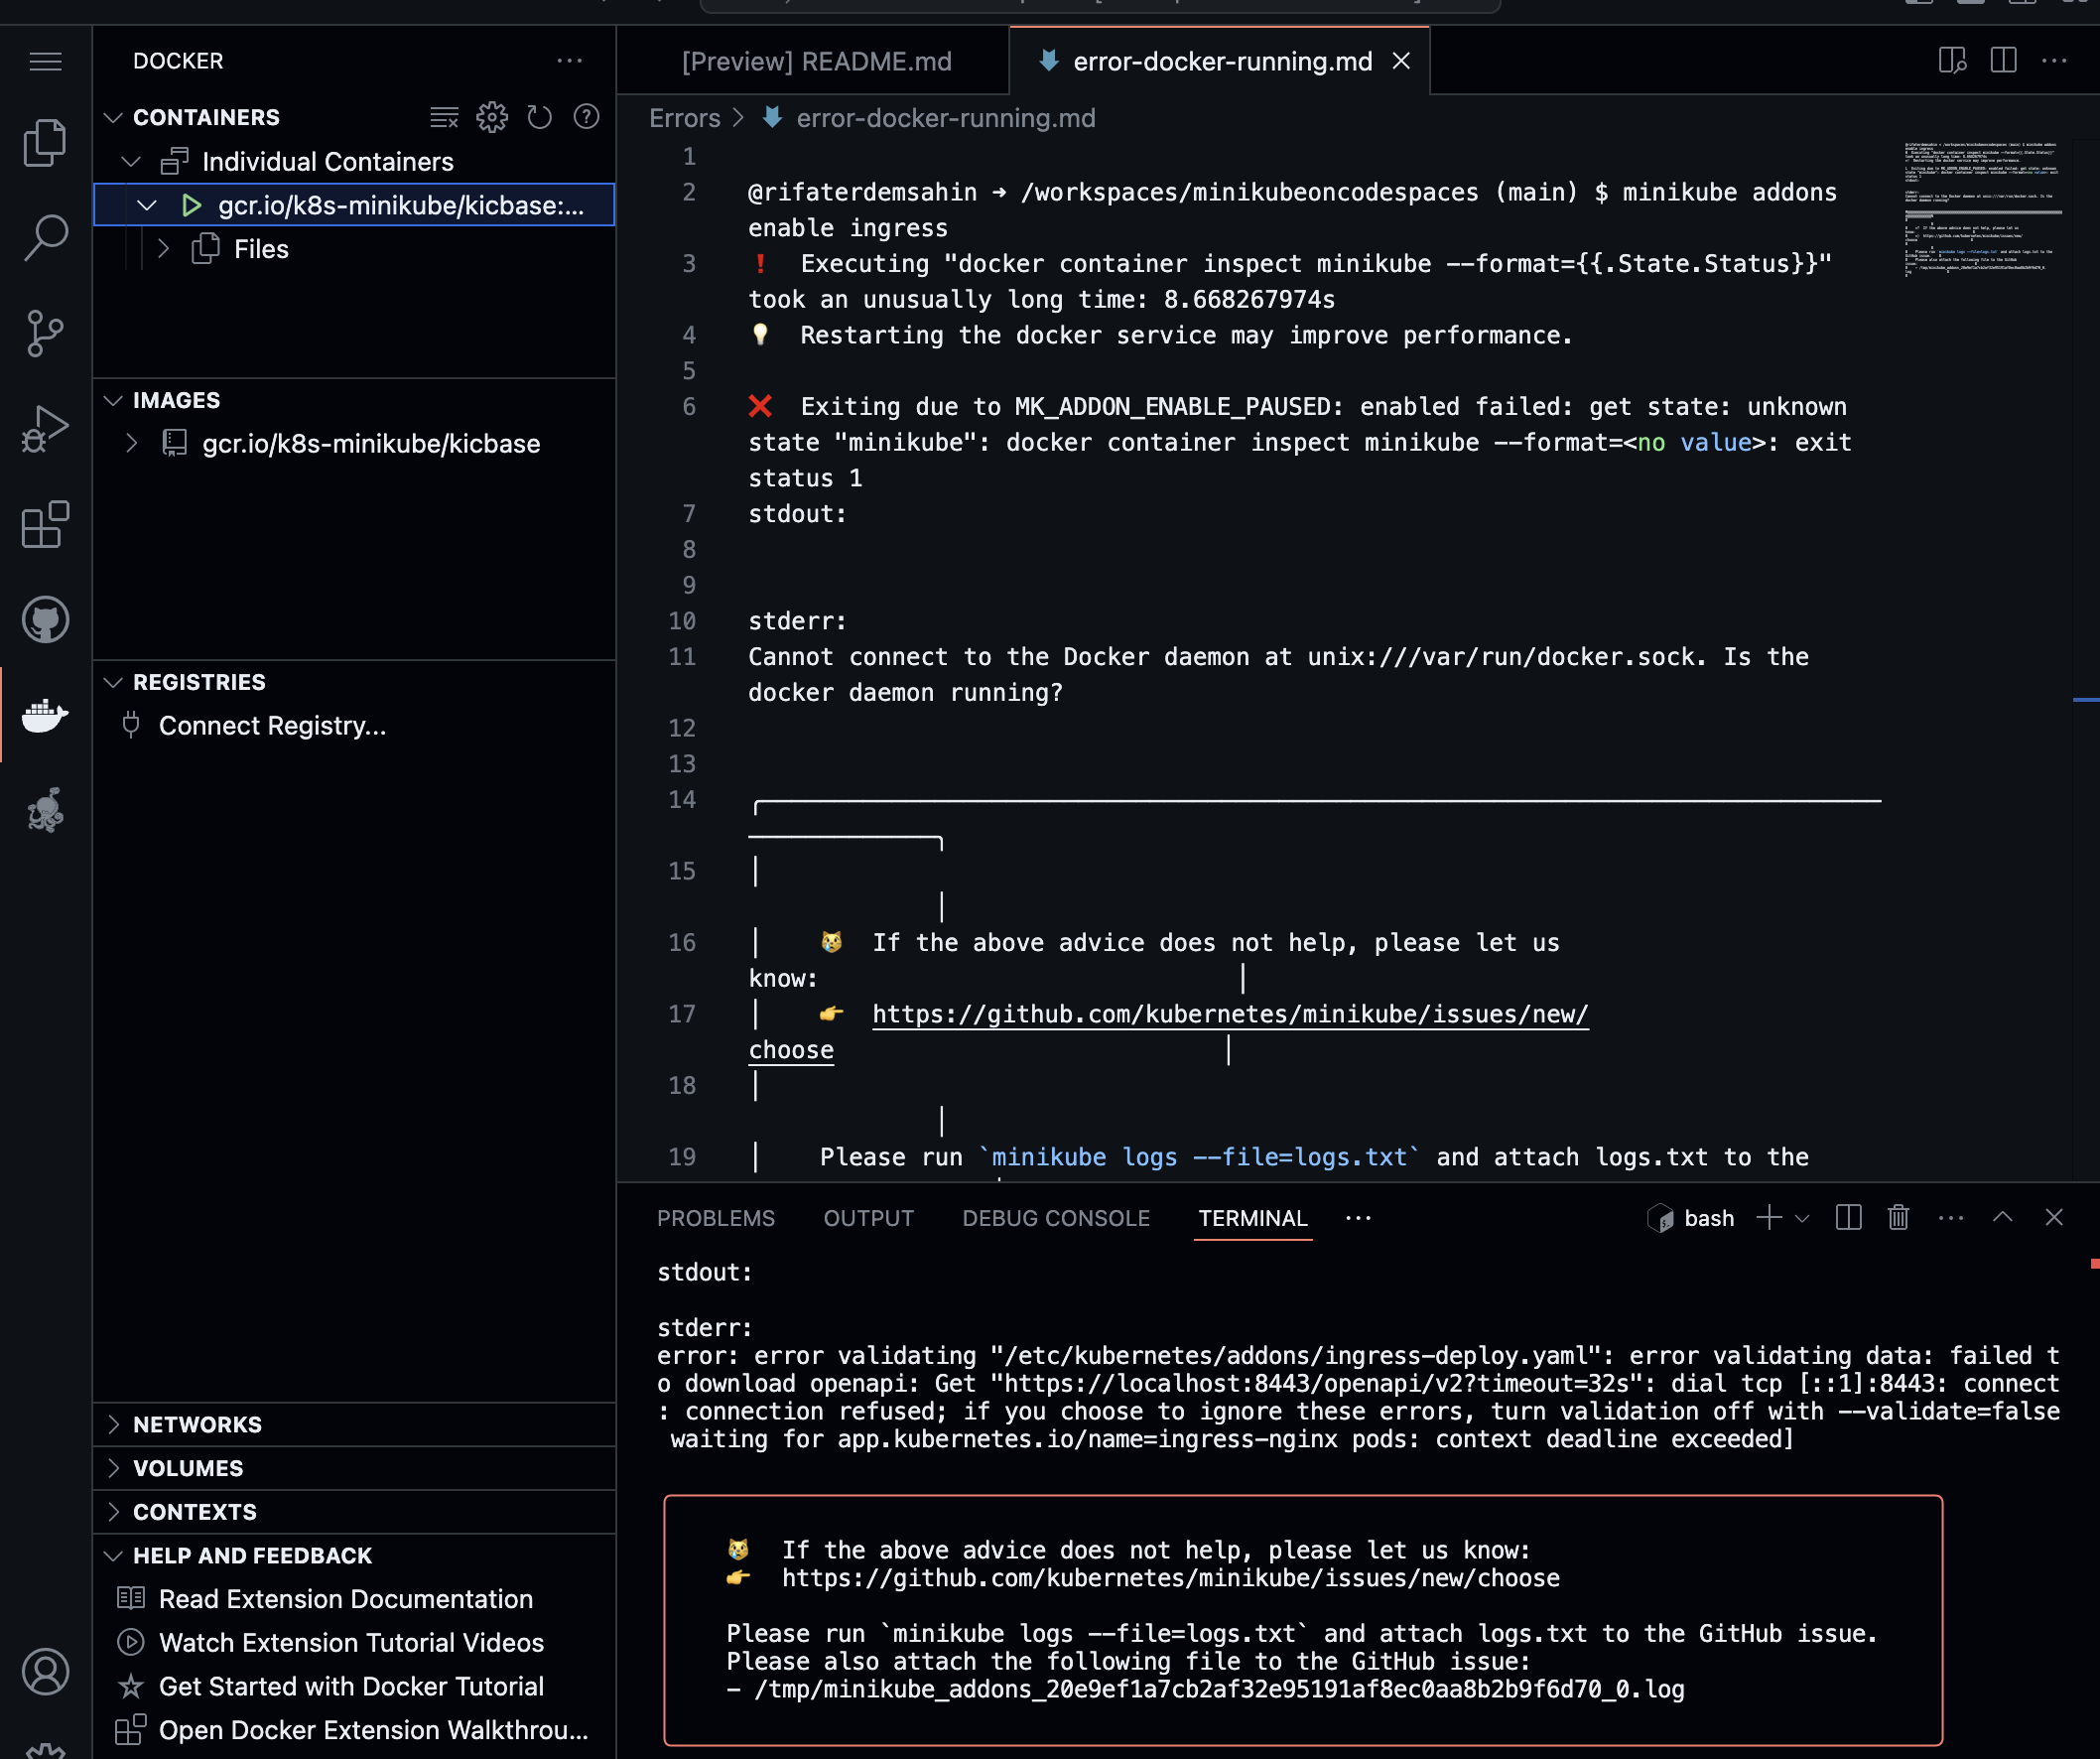 DOCKER
CONTAINERS
Individual Containers
gcr.io/k8s-minikube/kicbase:...
Files
IMAGES
gcr.io/k8s-minikube/kicbase
REGISTRIES
Connect Registry...
NETWORKS
VOLUMES
CONTEXTS
HELP AND FEEDBACK
Read Extension Documentation
Watch Extension Tutorial Videos
Get Started with Docker Tutorial
Open Docker Extension Walkthrou...
[Preview] README.md
error-docker-running.md
Errors > error-docker-running.md
1
2 @rifaterdemsahin ➜ /workspaces/minikubeoncodespaces (main) $ minikube addons
enable ingress
3 ❗ Executing "docker container inspect minikube --format={{.State.Status}}"
took an unusually long time: 8.668267974s
4 💡 Restarting the docker service may improve performance.
5
6 ❌ Exiting due to MK_ADDON_ENABLE_PAUSED: enabled failed: get state: unknown
state "minikube": docker container inspect minikube --format=<no value>: exit
status 1
7 stdout:
8
9
10 stderr:
11 Cannot connect to the Docker daemon at unix:///var/run/docker.sock. Is the
docker daemon running?
12
13
14
15
16 │ 😿 If the above advice does not help, please let us
know: │
17 │ 👉 https://github.com/kubernetes/minikube/issues/new/
choose │
18 │
19 │ Please run `minikube logs --file=logs.txt` and attach logs.txt to the
PROBLEMS OUTPUT DEBUG CONSOLE TERMINAL ... bash
stdout:
stderr:
error: error validating "/etc/kubernetes/addons/ingress-deploy.yaml": error validating data: failed t
o download openapi: Get "https://localhost:8443/openapi/v2?timeout=32s": dial tcp [::1]:8443: connect
: connection refused; if you choose to ignore these errors, turn validation off with --validate=false
waiting for app.kubernetes.io/name=ingress-nginx pods: context deadline exceeded]
😿 If the above advice does not help, please let us know:
👉 https://github.com/kubernetes/minikube/issues/new/choose
Please run `minikube logs --file=logs.txt` and attach logs.txt to the GitHub issue.
Please also attach the following file to the GitHub issue:
- /tmp/minikube_addons_20e9ef1a7cb2af32e95191af8ec0aa8b2b9f6d70_0.log